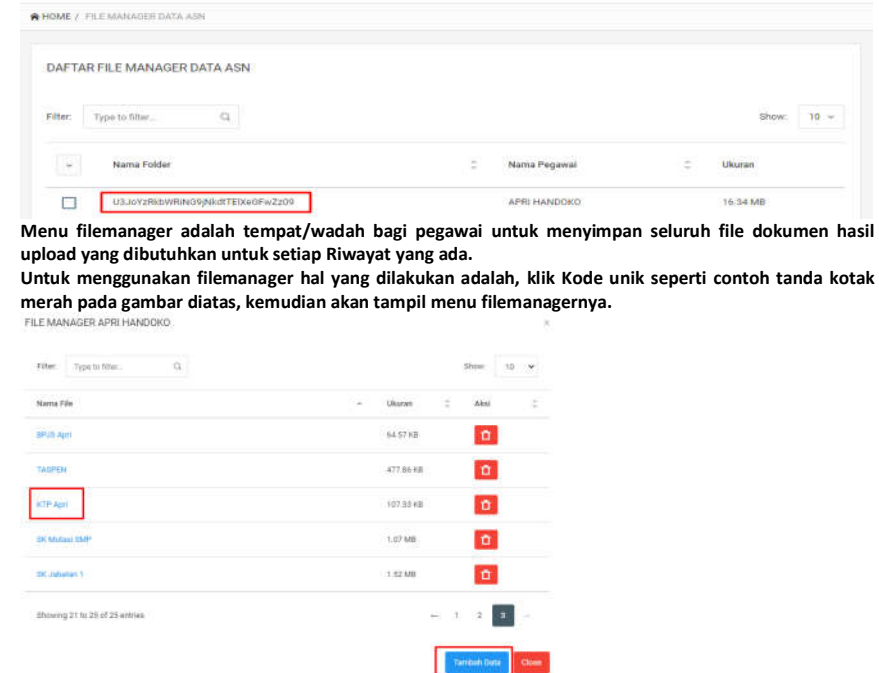 HOME / FILE MANAGER DATA ASN
DAFTAR FILE MANAGER DATA ASN
Filter: Type to filter... Show: 10
Nama Folder Nama Pegawai Ukuran
APRI HANDOKO 16.34 MB
Menu filemanager adalah tempat/wadah bagi pegawai untuk menyimpan seluruh file dokumen hasil
upload yang dibutuhkan untuk setiap Riwayat yang ada.
Untuk menggunakan filemanager hal yang dilakukan adalah, klik Kode unik seperti contoh tanda kotak
merah pada gambar diatas, kemudian akan tampil menu filemanagernya.
FILE MANAGER APRI HANDOKO ×
Filter: Type to filter... Show: 10
Nama File Ukuran Aksi
BPJS Apri 64.57 KB
TASPEN 477.86 KB
KTP Apri 107.33 KB
SK Mutasi SMP 1.07 MB
SK Jabatan 1 1.52 MB
Showing 21 to 25 of 25 entries ← 1 2 3 →
Tambah Data Close